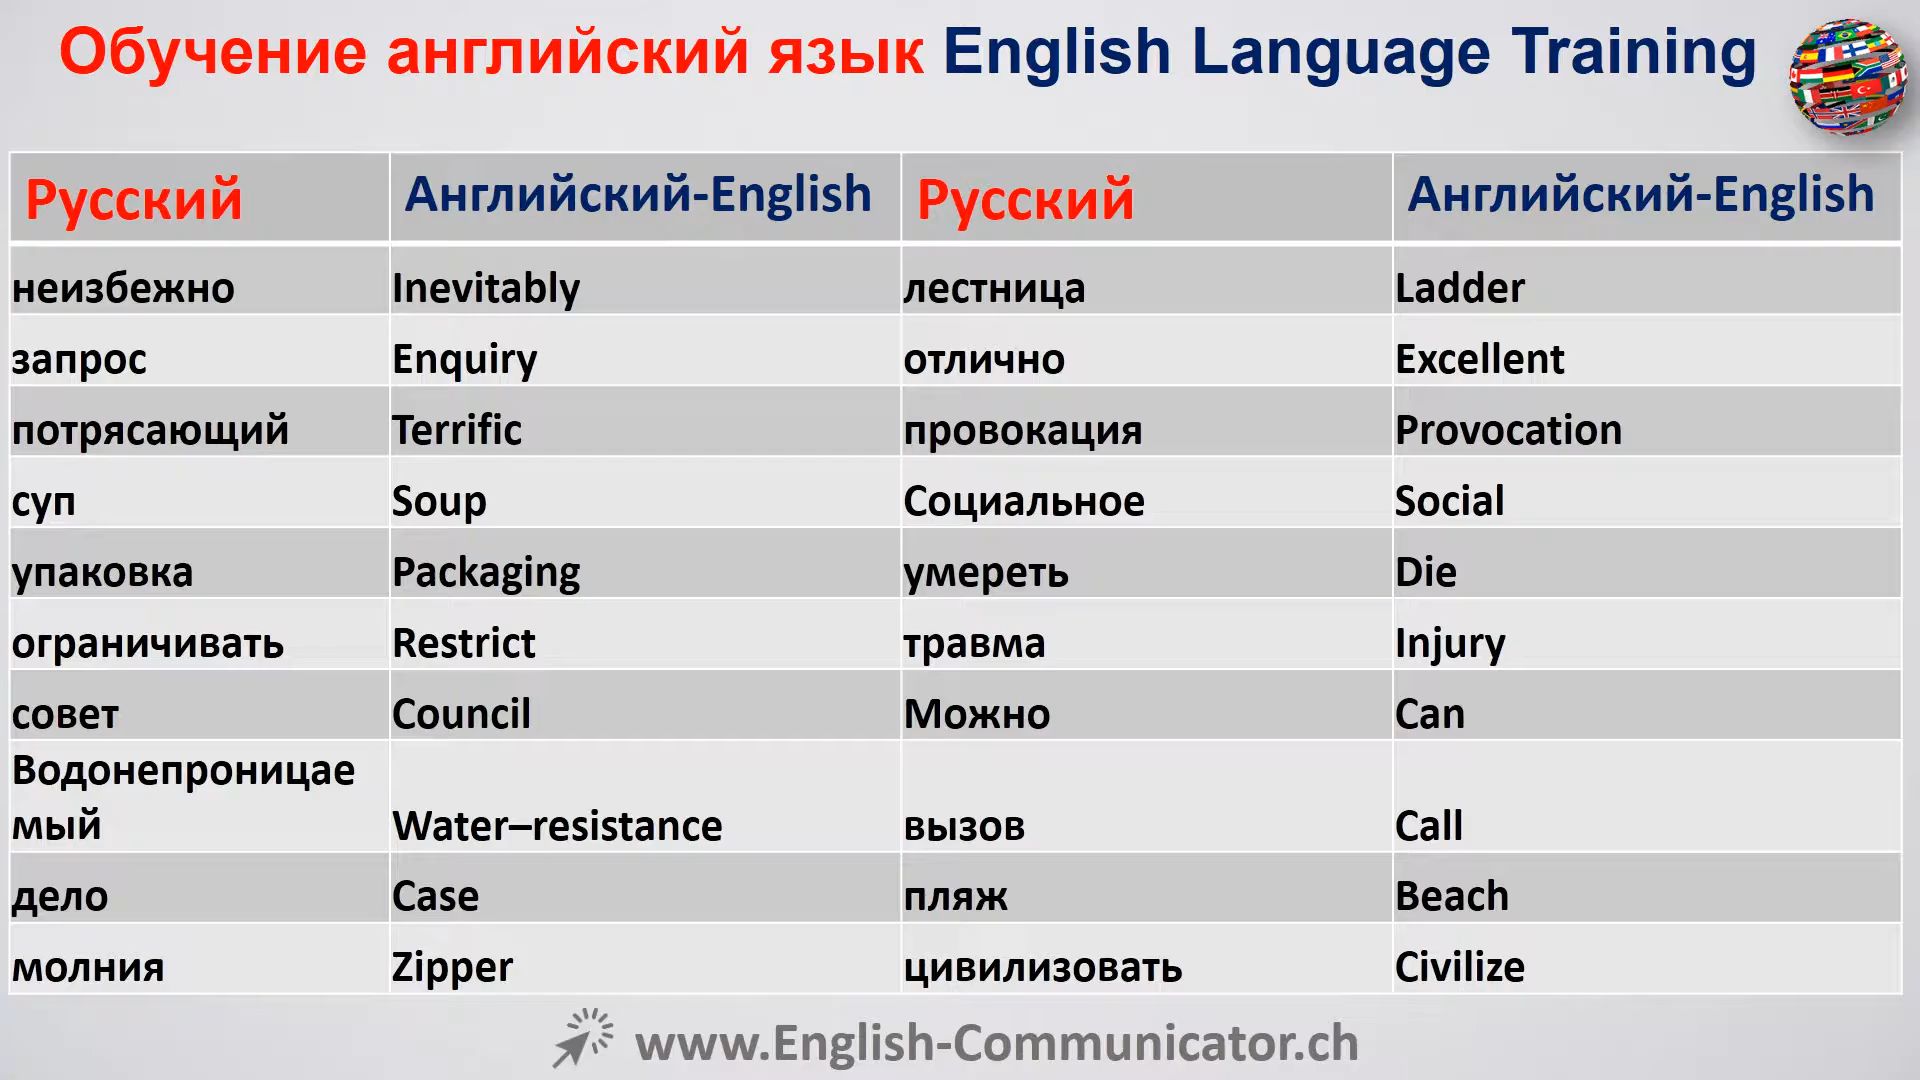 Обучение английский язык English Language Training
Русский Английский-English Русский Английский-English
неизбежно Inevitably лестница Ladder
запрос Enquiry отлично Excellent
потрясающий Terrific провокация Provocation
суп Soup Социальное Social
упаковка Packaging умереть Die
ограничивать Restrict травма Injury
совет Council Можно Can
Водонепроницае
мый Water–resistance вызов Call
дело Case пляж Beach
молния Zipper цивилизовать Civilize
www.English-Communicator.ch